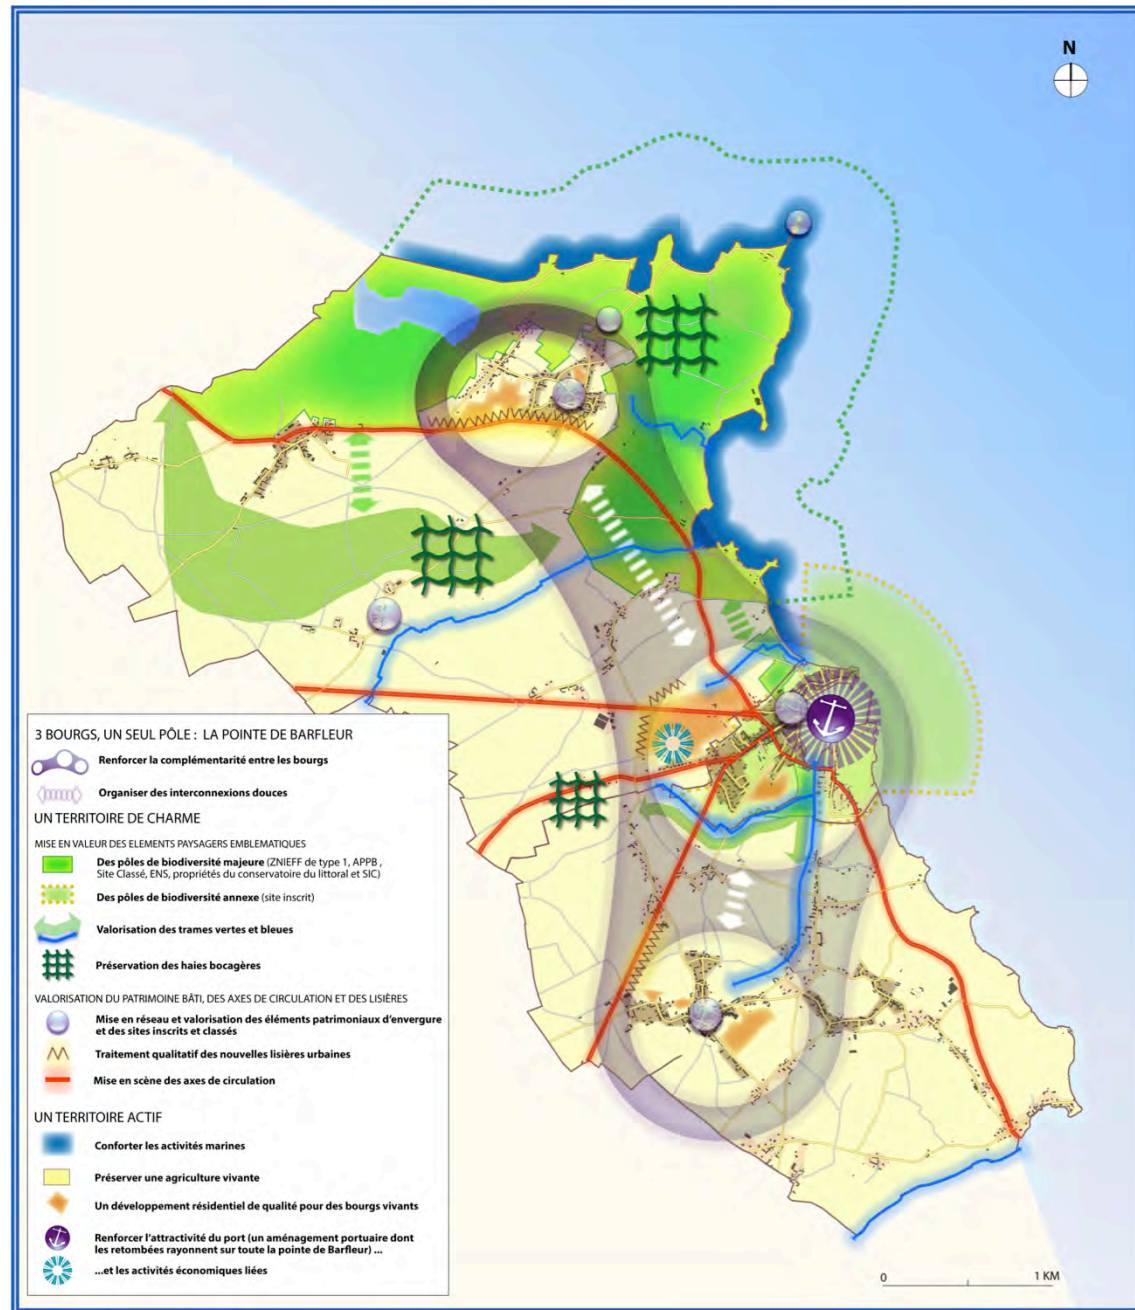 N
3 BOURGS, UN SEUL PÔLE : LA POINTE DE BARFLEUR
Renforcer la complémentarité entre les bourgs
Organiser des interconnexions douces
UN TERRITOIRE DE CHARME
MISE EN VALEUR DES ELEMENTS PAYSAGERS EMBLEMATIQUES
Des pôles de biodiversité majeure (ZNIEFF de type 1, APPB ,
Site Classé, ENS, propriétés du conservatoire du littoral et SIC)
Des pôles de biodiversité annexe (site inscrit)
Valorisation des trames vertes et bleues
Préservation des haies bocagères
VALORISATION DU PATRIMOINE BÂTI, DES AXES DE CIRCULATION ET DES LISIÈRES
Mise en réseau et valorisation des éléments patrimoniaux d'envergure
et des sites inscrits et classés
Traitement qualitatif des nouvelles lisières urbaines
Mise en scène des axes de circulation
UN TERRITOIRE ACTIF
Conforter les activités marines
Préserver une agriculture vivante
Un développement résidentiel de qualité pour des bourgs vivants
Renforcer l'attractivité du port (un aménagement portuaire dont
les retombées rayonnent sur toute la pointe de Barfleur) ...
...et les activités économiques liées
0 1 KM